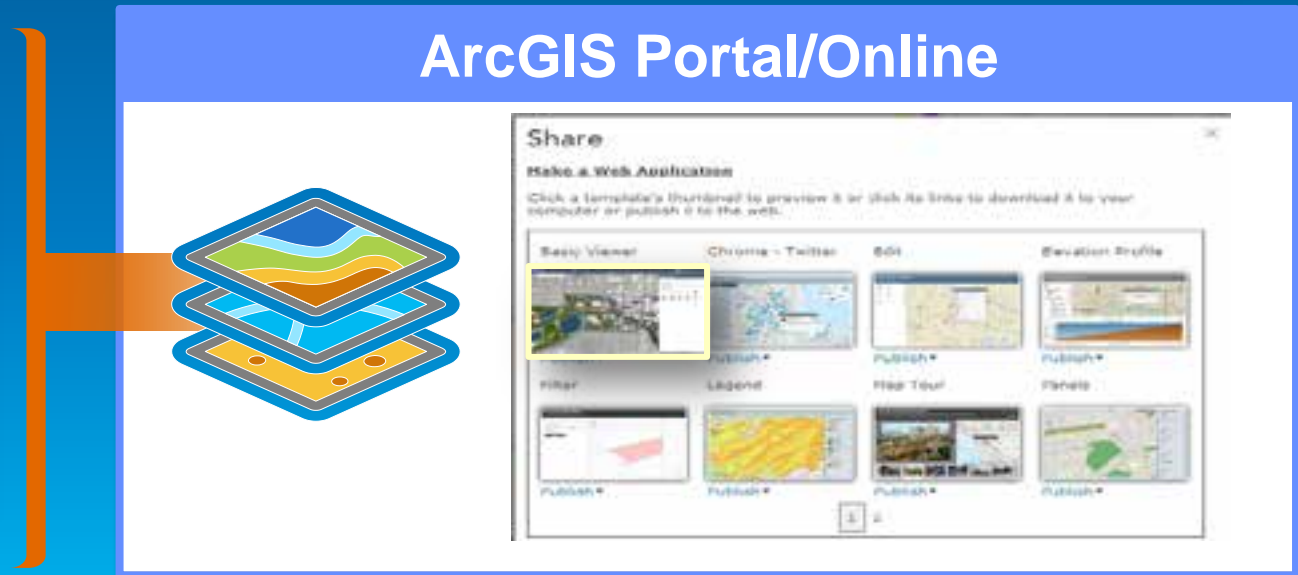 ArcGIS Portal/Online
Share
Make a Web Application
Click a template's thumbnail to preview it or click its links to download it to your
computer or publish it to the web.
Basic Viewer Chrome - Twitter Edit Elevation Profile
Publish Publish Publish
Filter Legend Map Tour Panels
Publish Publish Publish Publish
1 2